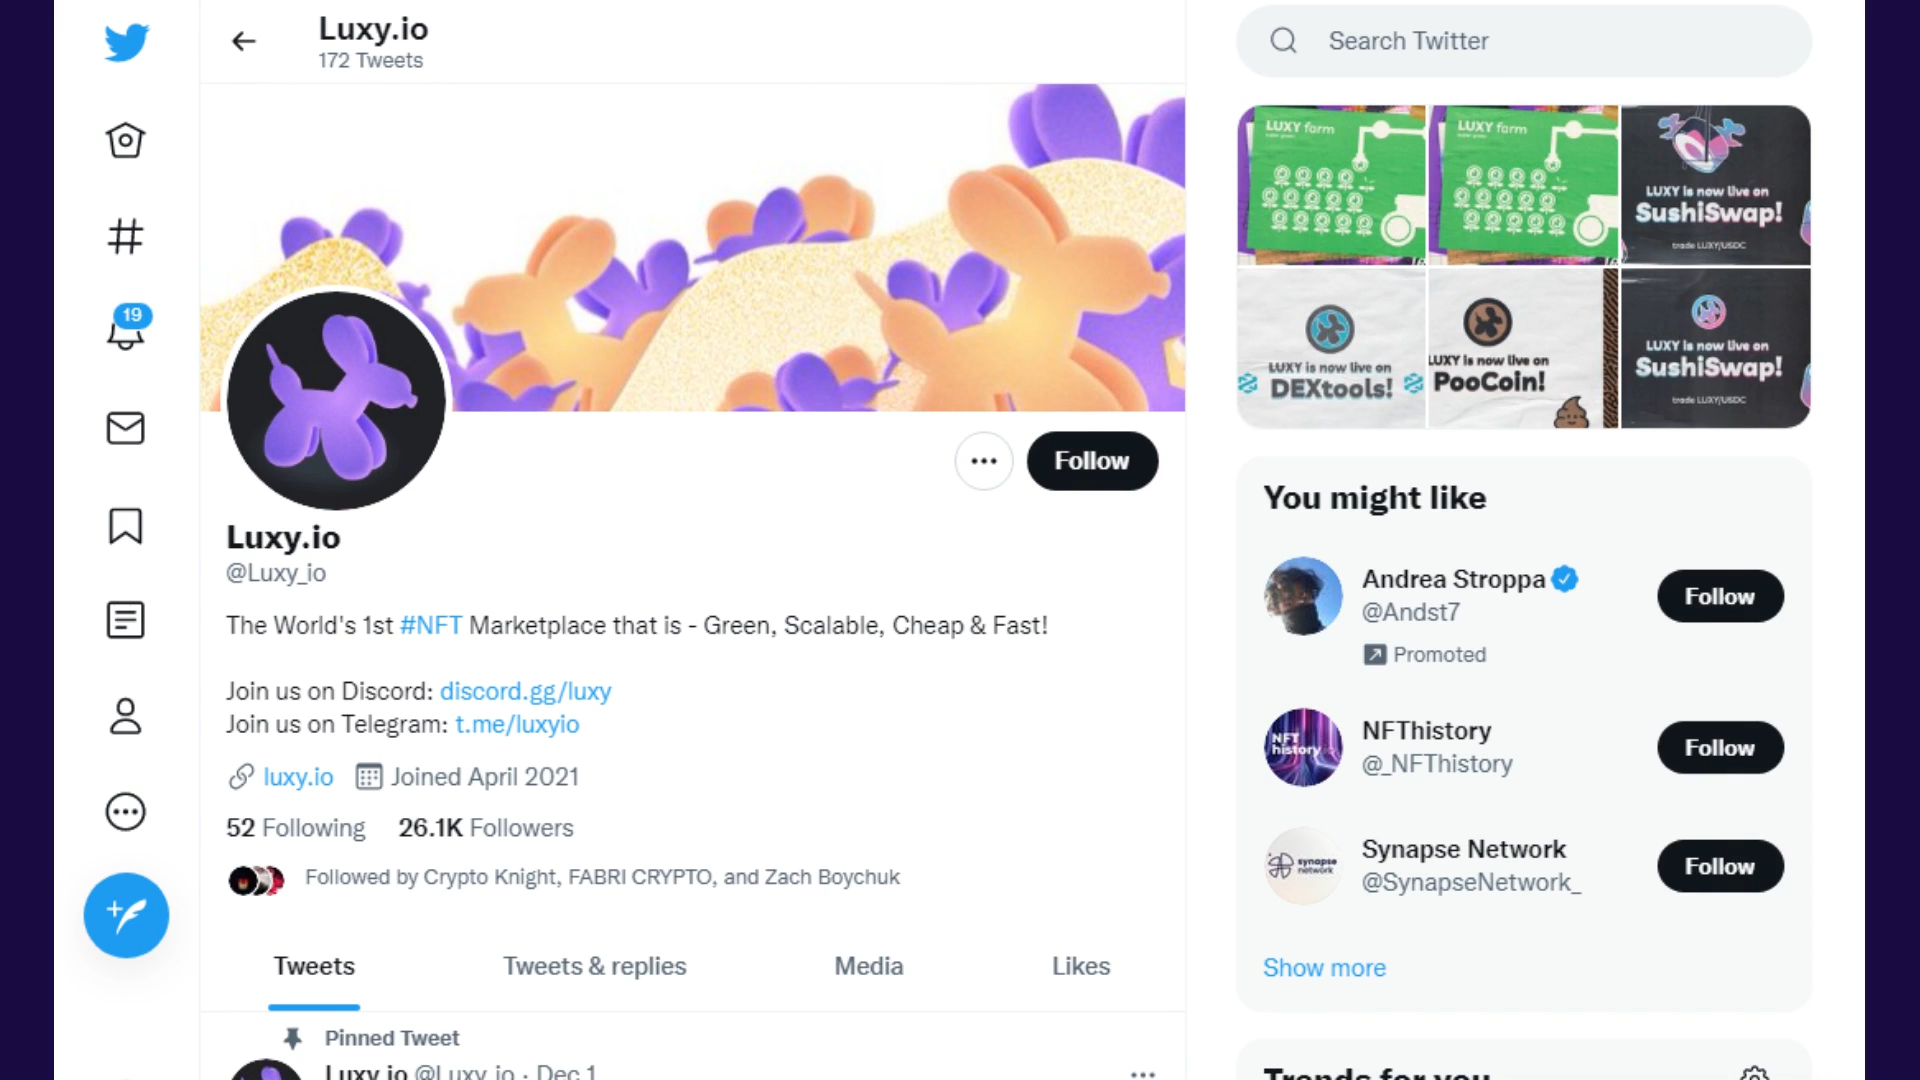 Luxy.io
172 Tweets
Search Twitter
19
LUXY farm
LUXY farm
LUXY is now live on
SushiSwap!
trade LUXY/USDC
LUXY is now live on
DEXtools!
LUXY is now live on
PooCoin!
LUXY is now live on
SushiSwap!
trade LUXY/USDC
Follow
Luxy.io
@Luxy_io
The World's 1st #NFT Marketplace that is - Green, Scalable, Cheap & Fast!
Join us on Discord: discord.gg/luxy
Join us on Telegram: t.me/luxyio
luxy.io Joined April 2021
52 Following 26.1K Followers
Followed by Crypto Knight, FABRI CRYPTO, and Zach Boychuk
Tweets Tweets & replies Media Likes
Pinned Tweet
Luxy.io @Luxy_io · Dec 1
You might like
Andrea Stroppa
@Andst7
Promoted
Follow
NFT
history
NFThistory
@_NFThistory
Follow
synapse
network
Synapse Network
@SynapseNetwork_
Follow
Show more
Trends for you